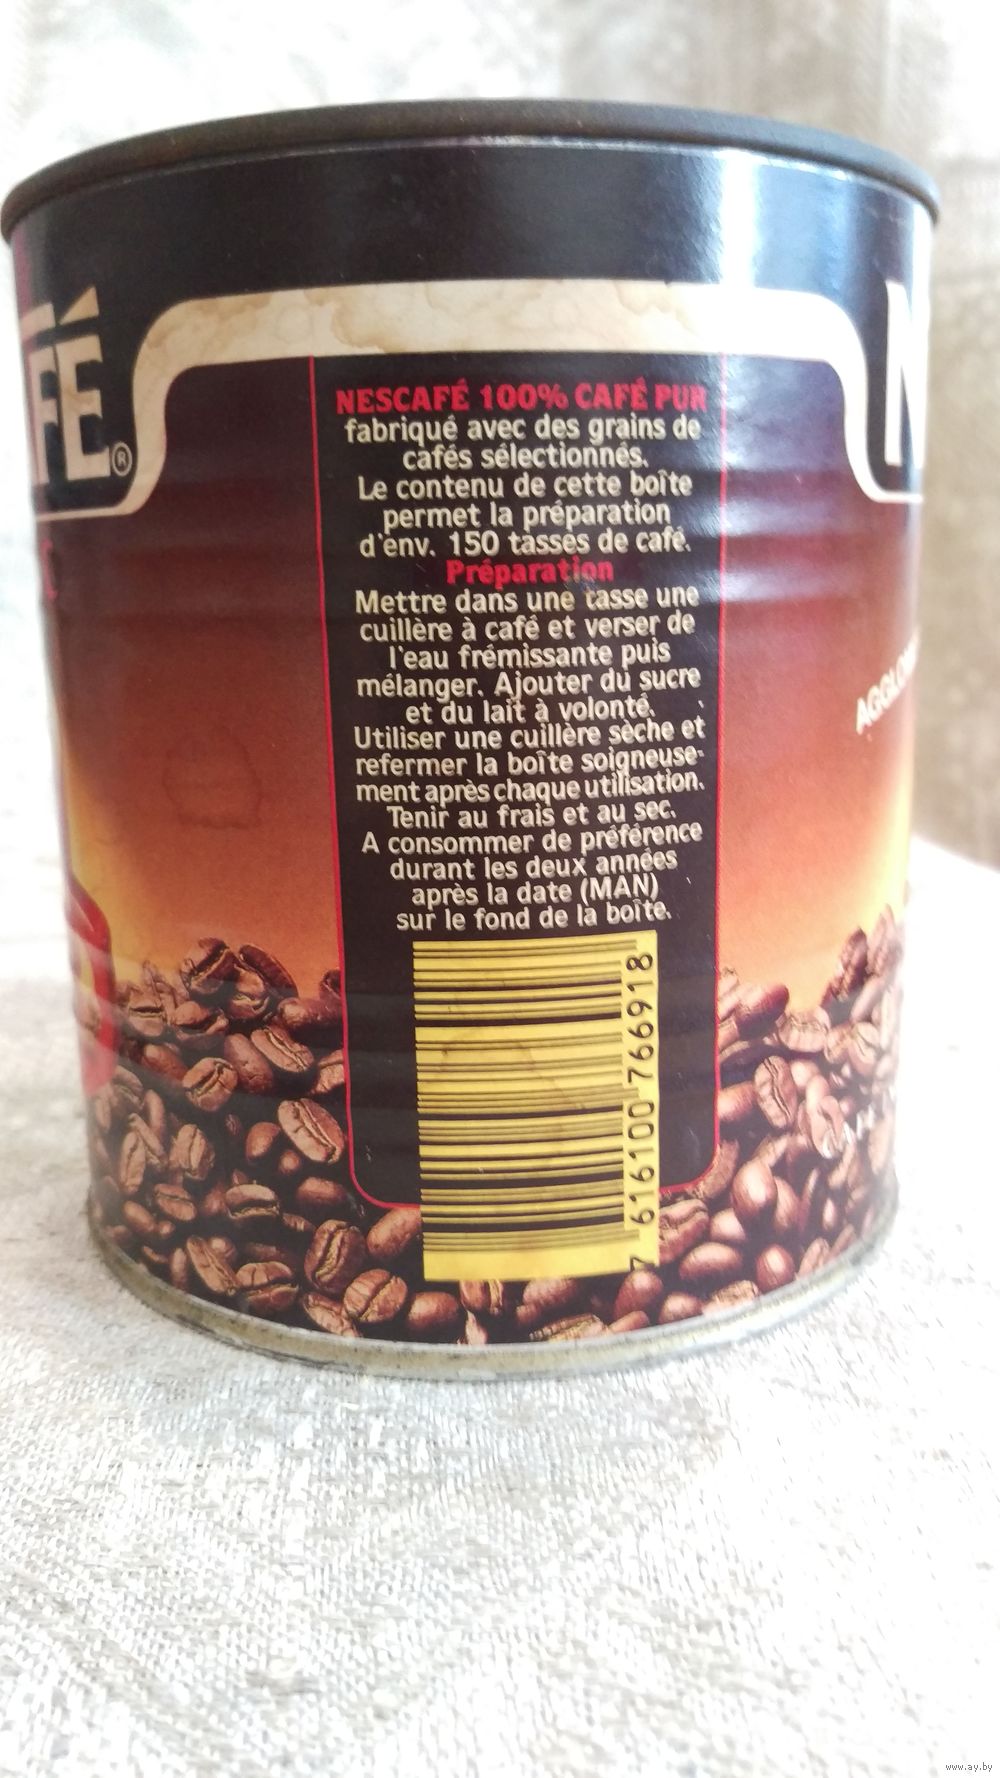 FÉ®
N
NESCAFÉ 100% CAFÉ PUR
fabriqué avec des grains de
cafés sélectionnés.
Le contenu de cette boîte
permet la préparation
d'env. 150 tasses de café.
Préparation
Mettre dans une tasse une
cuillère à café et verser de
l'eau frémissante puis
mélanger. Ajouter du sucre
et du lait à volonté.
Utiliser une cuillère sèche et
refermer la boîte soigneuse-
ment après chaque utilisation.
Tenir au frais et au sec.
A consommer de préférence
durant les deux années
après la date (MAN)
sur le fond de la boîte.
7 616100 766918
www.ay.by